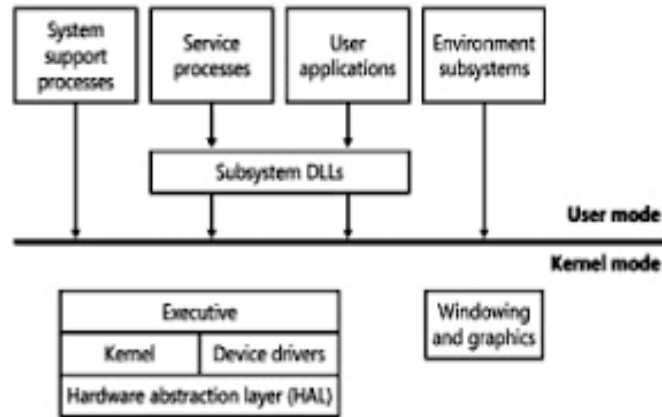 System
support
processes
Service
processes
User
applications
Environment
subsystems
Subsystem DLLs
User mode
Kernel mode
Executive
Kernel
Device drivers
Hardware abstraction layer (HAL)
Windowing
and graphics